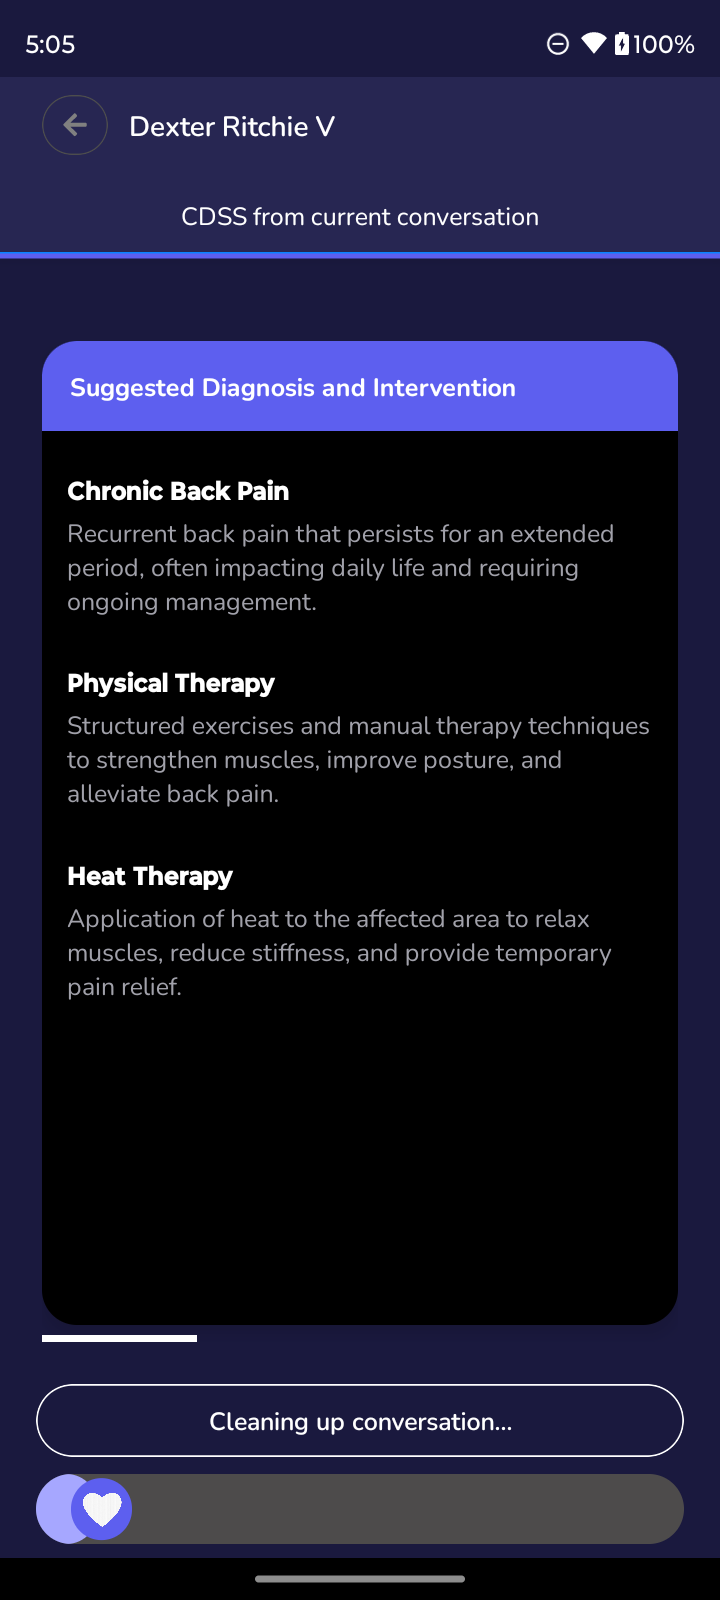 5:05
100%
Dexter Ritchie V
CDSS from current conversation
Suggested Diagnosis and Intervention
Chronic Back Pain
Recurrent back pain that persists for an extended
period, often impacting daily life and requiring
ongoing management.
Physical Therapy
Structured exercises and manual therapy techniques
to strengthen muscles, improve posture, and
alleviate back pain.
Heat Therapy
Application of heat to the affected area to relax
muscles, reduce stiffness, and provide temporary
pain relief.
Cleaning up conversation...